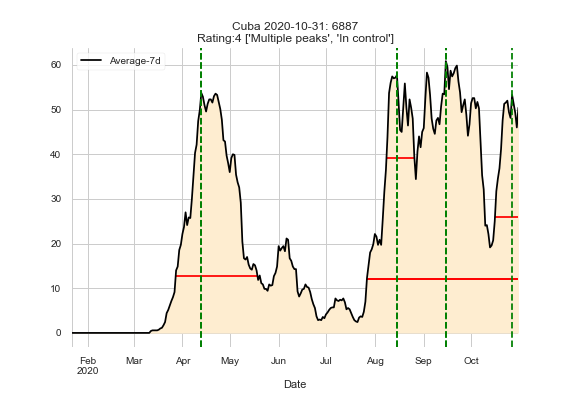 Cuba 2020-10-31: 6887
Rating:4 ['Multiple peaks', 'In control']
Average-7d
60
50
40
30
20
10
0
Feb Mar Apr May Jun Jul Aug Sep Oct
2020
Date